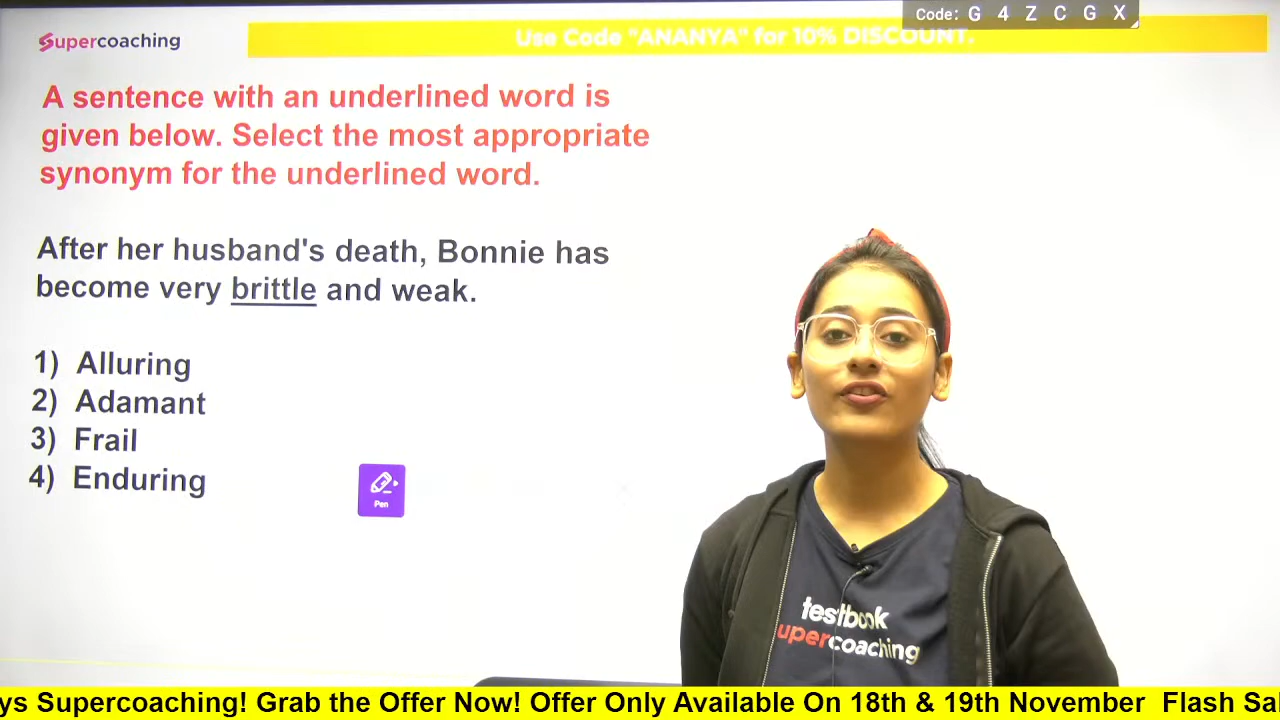 Supercoaching
Use Code "ANANYA" for 10% DISCOUNT.
Code: G 4 Z C G X
A sentence with an underlined word is
given below. Select the most appropriate
synonym for the underlined word.
After her husband's death, Bonnie has
become very brittle and weak.
1) Alluring
2) Adamant
3) Frail
4) Enduring
Pen
testbook
supercoaching
ys Supercoaching! Grab the Offer Now! Offer Only Available On 18th & 19th November Flash Sal